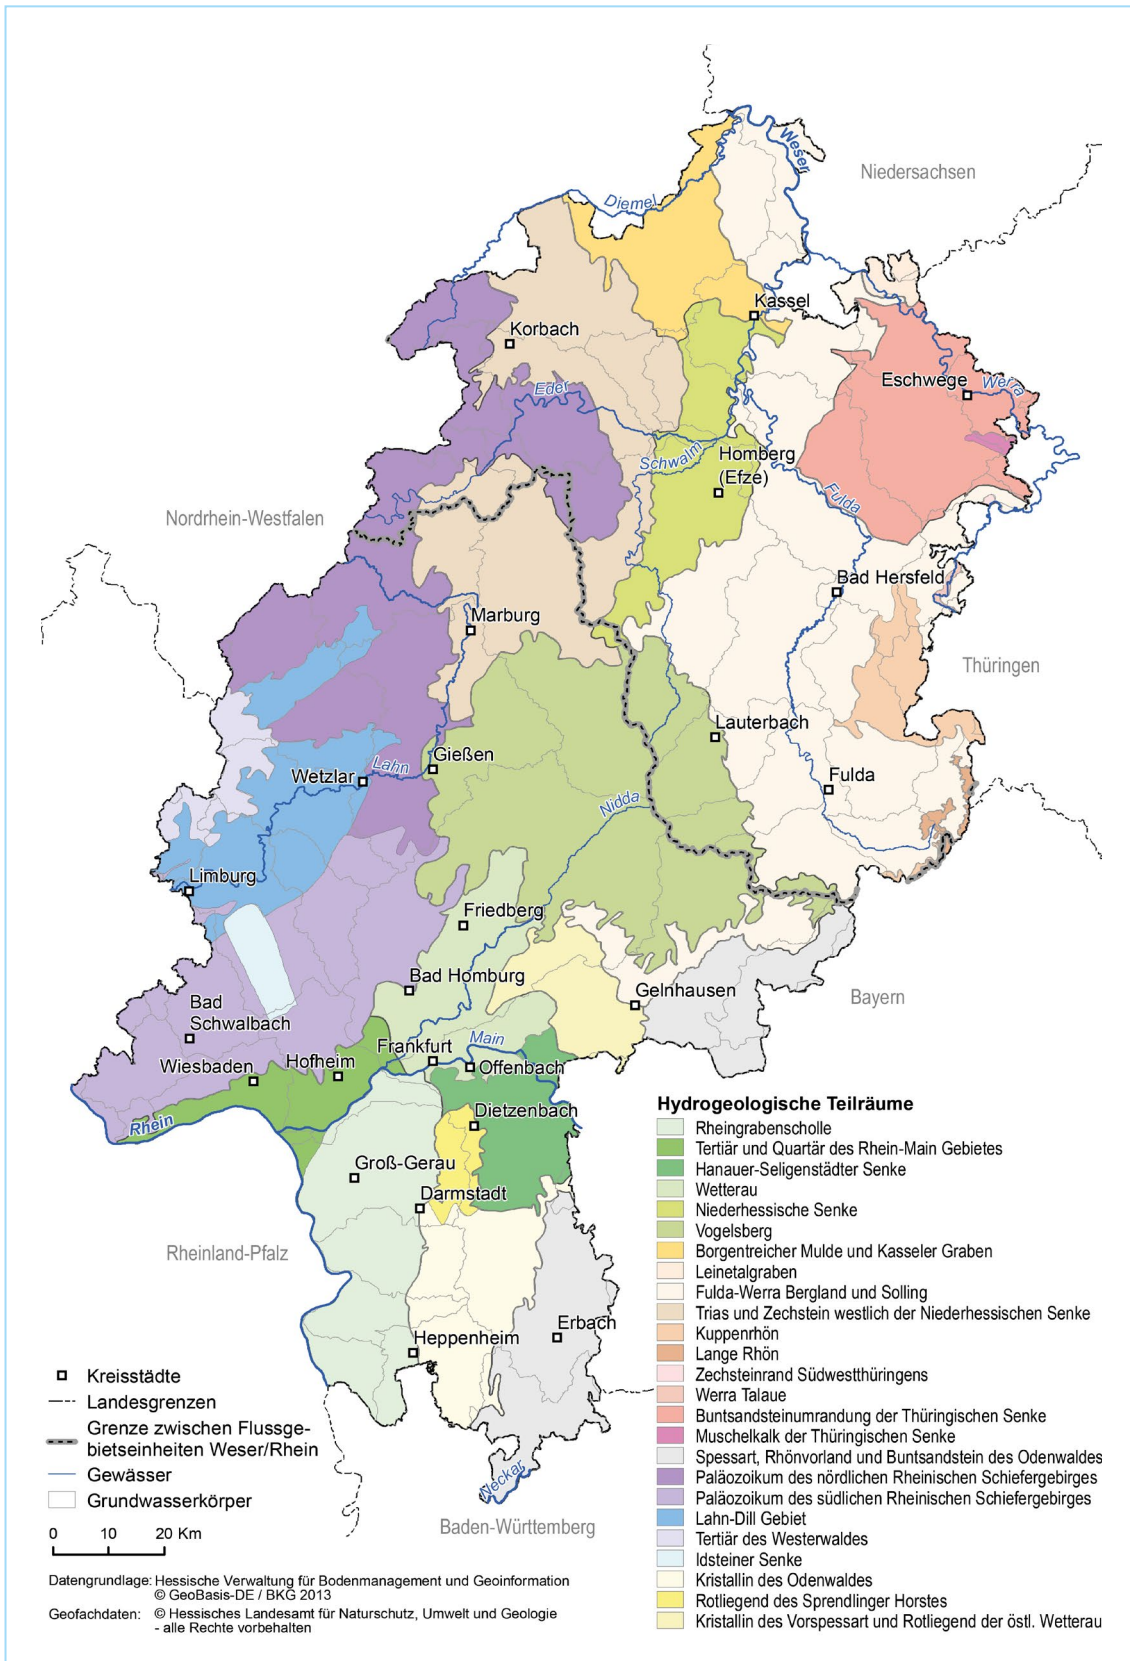 Weser
Niedersachsen
Diemel
Kassel
Korbach
Eschwege
Werra
Eder
Schwalm
Homberg
(Efze)
Fulda
Nordrhein-Westfalen
Bad Hersfeld
Marburg
Thüringen
Lauterbach
Gießen
Lahn
Wetzlar
Fulda
Nidda
Limburg
Friedberg
Bad Homburg
Gelnhausen
Bayern
Bad
Schwalbach
Main
Frankfurt
Hofheim
Wiesbaden
Offenbach
Rhein
Dietzenbach
Groß-Gerau
Darmstadt
Rheinland-Pfalz
Erbach
Heppenheim
Neckar
Baden-Württemberg
Hydrogeologische Teilräume
Rheingrabenscholle
Tertiär und Quartär des Rhein-Main Gebietes
Hanauer-Seligenstädter Senke
Wetterau
Niederhessische Senke
Vogelsberg
Borgentreicher Mulde und Kasseler Graben
Leinetalgraben
Fulda-Werra Bergland und Solling
Trias und Zechstein westlich der Niederhessischen Senke
Kuppenrhön
Lange Rhön
Zechsteinrand Südwestthüringens
Werra Talaue
Buntsandsteinumrandung der Thüringischen Senke
Muschelkalk der Thüringischen Senke
Spessart, Rhönvorland und Buntsandstein des Odenwaldes
Paläozoikum des nördlichen Rheinischen Schiefergebirges
Paläozoikum des südlichen Rheinischen Schiefergebirges
Lahn-Dill Gebiet
Tertiär des Westerwaldes
Idsteiner Senke
Kristallin des Odenwaldes
Rotliegend des Sprendlinger Horstes
Kristallin des Vorspessart und Rotliegend der östl. Wetterau
Kreisstädte
Landesgrenzen
Grenze zwischen Flussge-
bietseinheiten Weser/Rhein
Gewässer
Grundwasserkörper
0 10 20 Km
Datengrundlage: Hessische Verwaltung für Bodenmanagement und Geoinformation
© GeoBasis-DE / BKG 2013
Geofachdaten: © Hessisches Landesamt für Naturschutz, Umwelt und Geologie
- alle Rechte vorbehalten